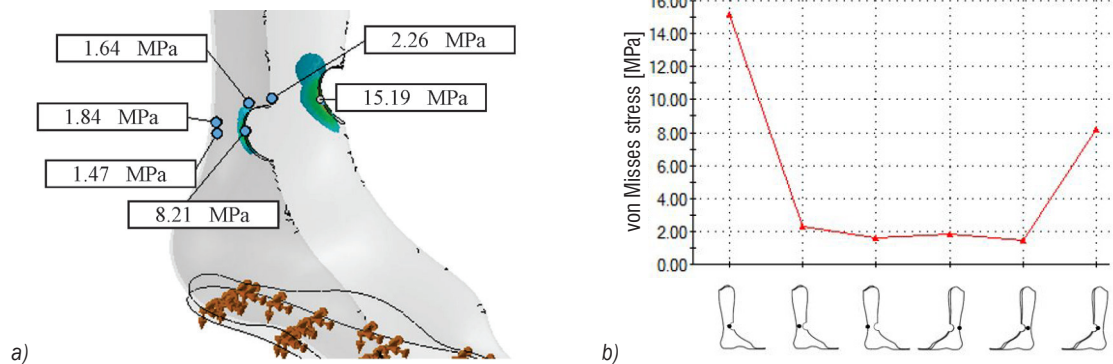 1.64 MPa
2.26 MPa
15.19 MPa
1.84 MPa
1.47 MPa
8.21 MPa
a)
von Misses stress [MPa]
16.00
14.00
12.00
10.00
8.00
6.00
4.00
2.00
0.00
b)